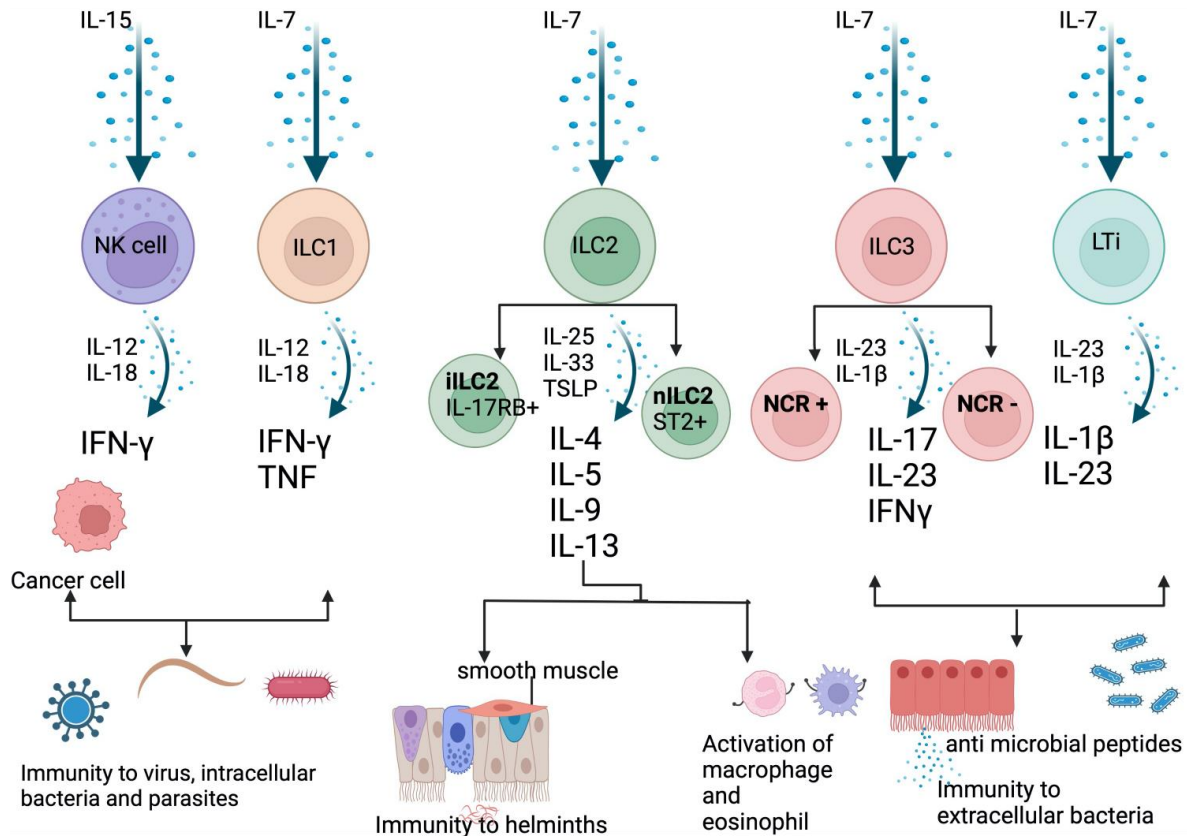 IL-15
IL-7
IL-7
IL-7
IL-7
NK cell
ILC1
ILC2
ILC3
LTi
IL-12
IL-18
IFN-γ
IL-12
IL-18
IFN-γ
TNF
iILC2
IL-17RB+
IL-25
IL-33
TSLP
nILC2
ST2+
IL-4
IL-5
IL-9
IL-13
NCR +
IL-23
IL-1β
NCR -
IL-17
IL-23
IFNγ
IL-23
IL-1β
IL-1β
IL-23
Cancer cell
Immunity to virus, intracellular
bacteria and parasites
smooth muscle
Immunity to helminths
Activation of
macrophage
and
eosinophil
anti microbial peptides
Immunity to
extracellular bacteria